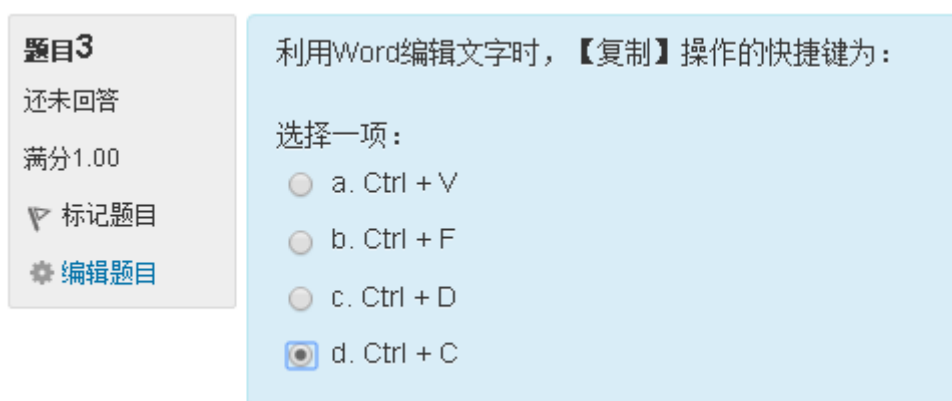 题目3
还未回答
满分1.00
标记题目
编辑题目
利用Word编辑文字时，【复制】操作的快捷键为：
选择一项：
a. Ctrl + V
b. Ctrl + F
c. Ctrl + D
d. Ctrl + C